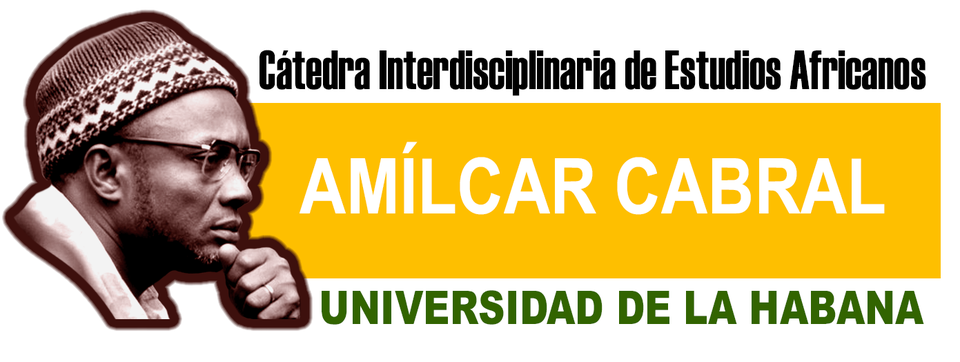 Cátedra Interdisciplinaria de Estudios Africanos
AMÍLCAR CABRAL
UNIVERSIDAD DE LA HABANA